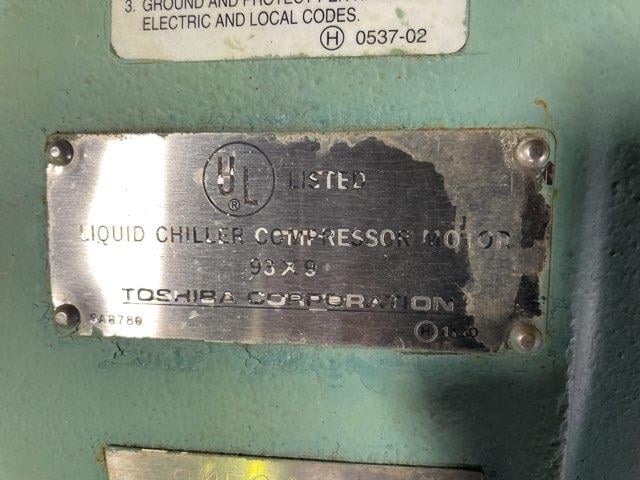 3. GROUND AND PROTECT PER
ELECTRIC AND LOCAL CODES.
H 0537-02
UL ® LISTED
LIQUID CHILLER COMPRESSOR MOTOR
93X9
TOSHIBA CORPORATION
SA8780
H